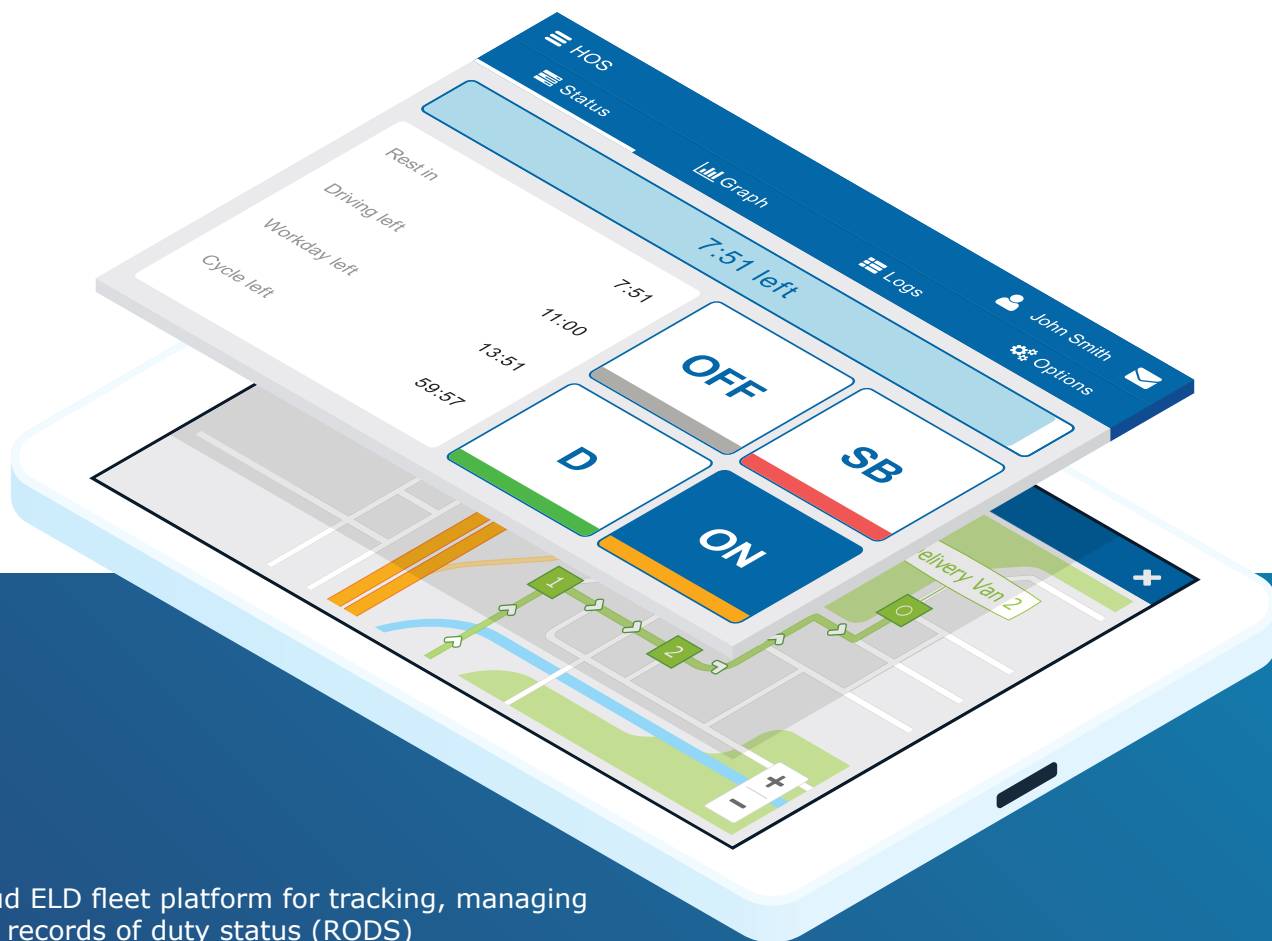 HOS
John Smith
Status
Graph
Logs
Options
7:51 left
Rest in 7:51
Driving left 11:00
Workday left 13:51
Cycle left 59:57
OFF
SB
D
ON
1
2
0
elivery Van 2
+
-
ud ELD fleet platform for tracking, managing
records of duty status (RODS)